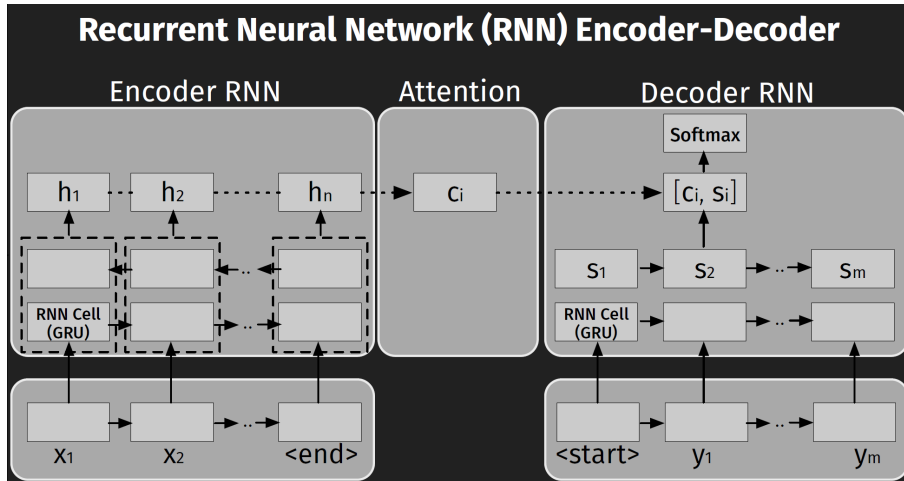 Recurrent Neural Network (RNN) Encoder-Decoder
Encoder RNN
Attention
Decoder RNN
Softmax
h1
h2
hn
ci
[ci, si]
..
s1
s2
..
sm
RNN Cell
(GRU)
..
RNN Cell
(GRU)
..
..
..
x1
x2
<end>
<start>
y1
ym